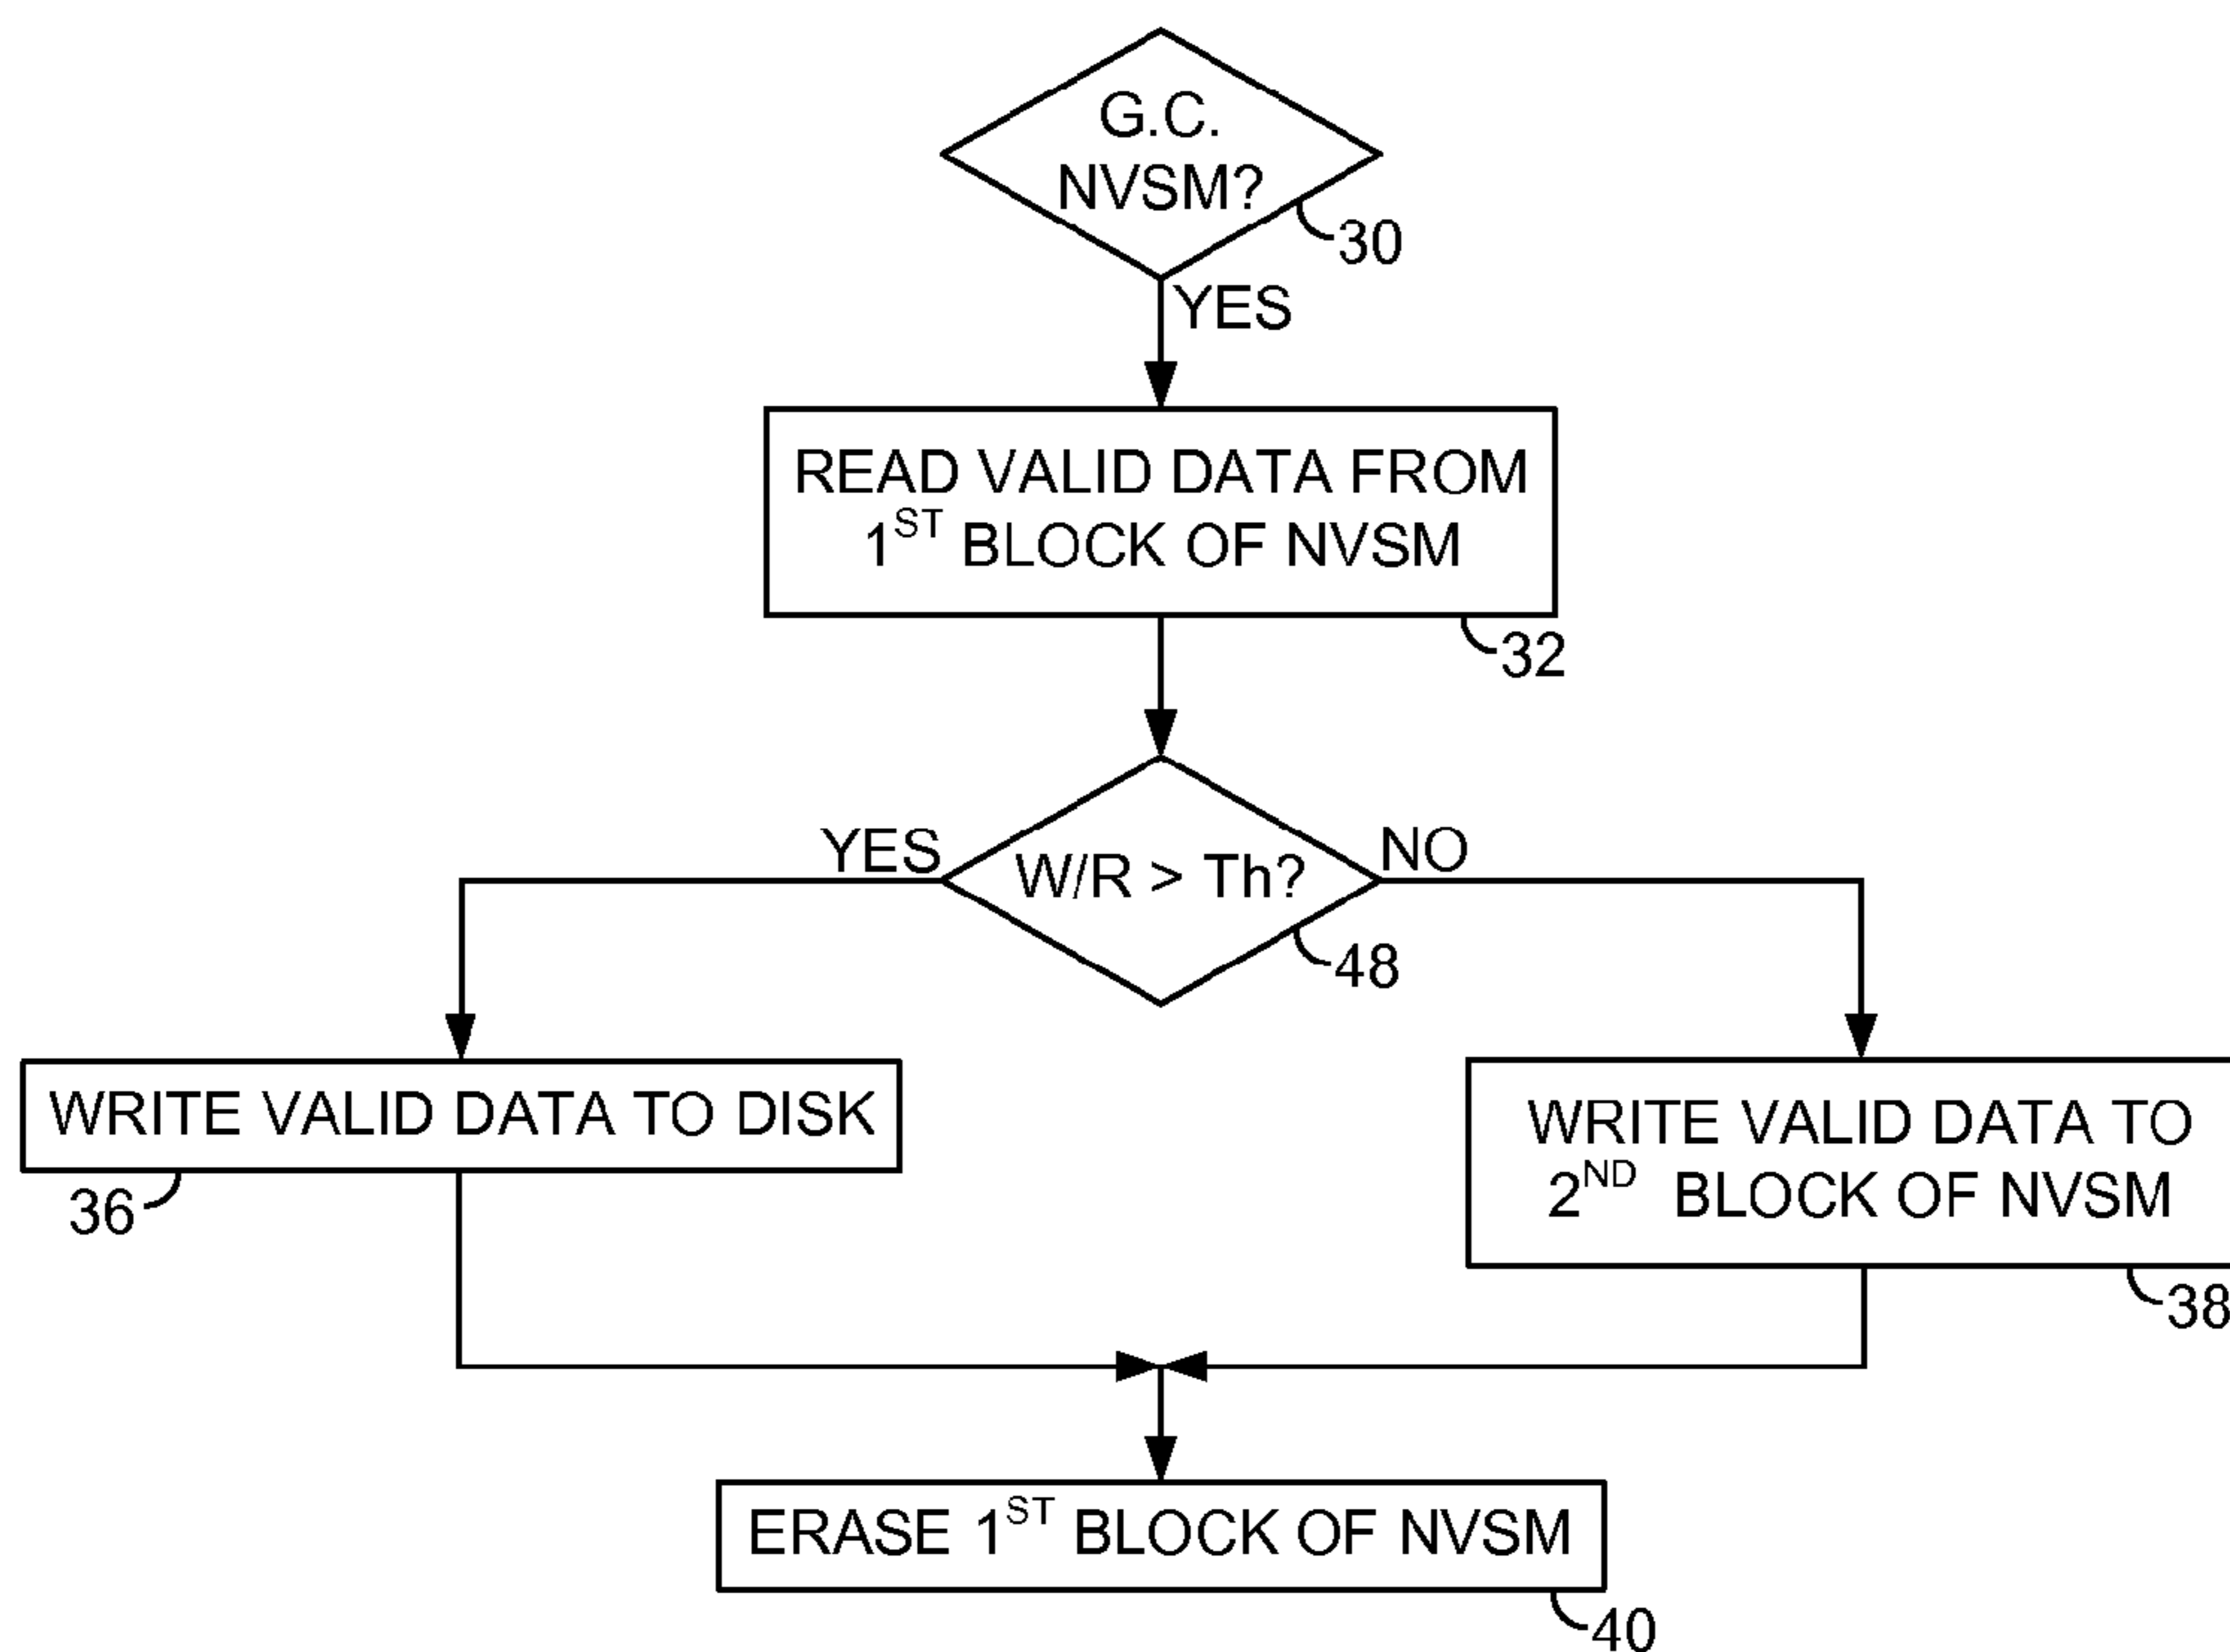 G.C.
NVSM?
30
YES
READ VALID DATA FROM
1ST BLOCK OF NVSM
32
YES
W/R > Th?
NO
48
WRITE VALID DATA TO DISK
36
WRITE VALID DATA TO
2ND BLOCK OF NVSM
38
ERASE 1ST BLOCK OF NVSM
40